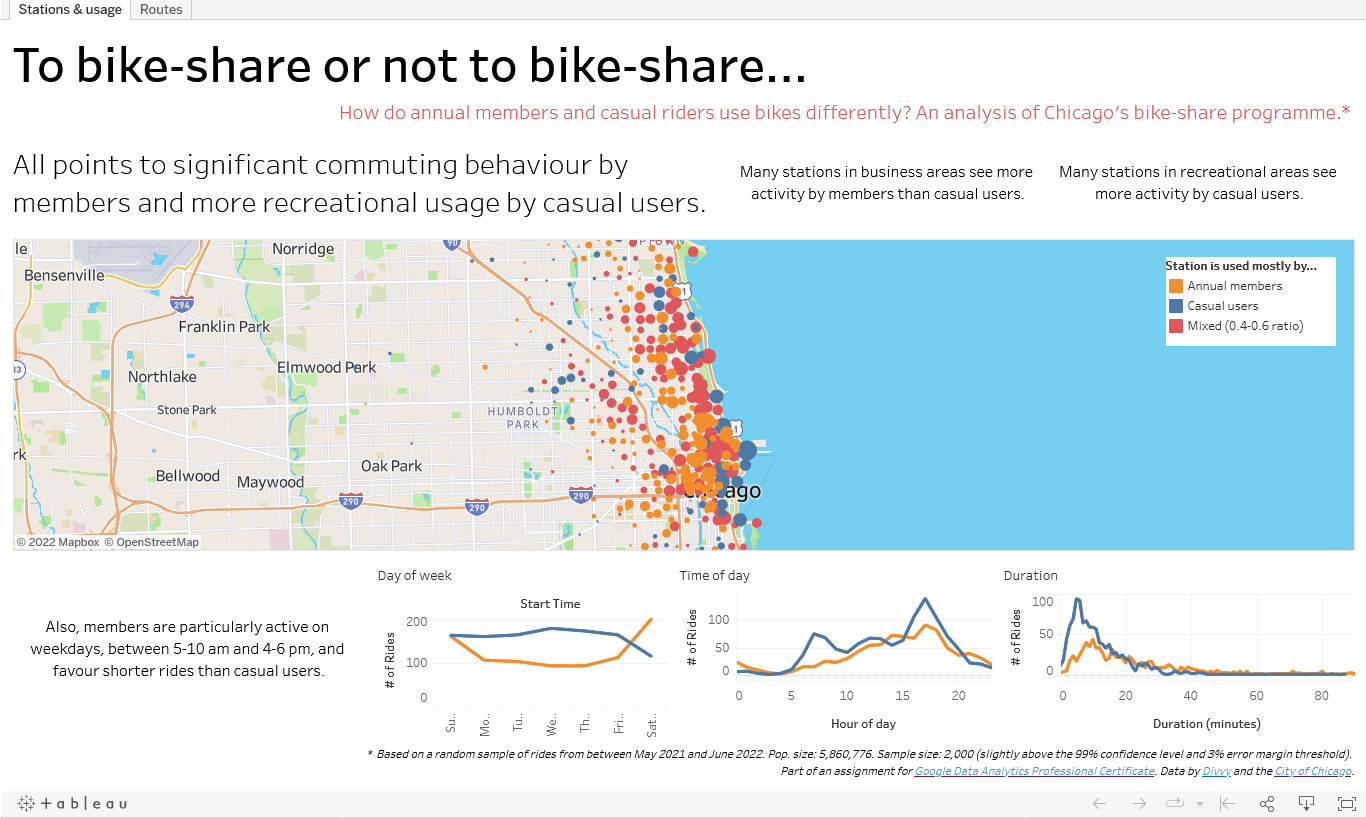 Stations & usage
Routes
To bike-share or not to bike-share...
How do annual members and casual riders use bikes differently? An analysis of Chicago's bike-share programme.*
All points to significant commuting behaviour by
members and more recreational usage by casual users.
Many stations in business areas see more
activity by members than casual users.
Many stations in recreational areas see
more activity by casual users.
le
Norridge
90
PTOWN
Bensenville
294
1
Franklin Park
33
Northlake
Elmwood Park
Stone Park
HUMBOLDT
PARK
1
rk
Oak Park
Bellwood
Maywood
290
290
290
Chicago
© 2022 Mapbox © OpenStreetMap
Station is used mostly by...
Annual members
Casual users
Mixed (0.4-0.6 ratio)
Also, members are particularly active on
weekdays, between 5-10 am and 4-6 pm, and
favour shorter rides than casual users.
Day of week
Start Time
# of Rides
200
100
0
Su..
Mo..
Tu..
We..
Th..
Fri..
Sat..
Time of day
# of Rides
100
50
0
0
5
10
15
20
Hour of day
Duration
# of Rides
100
50
0
0
20
40
60
80
Duration (minutes)
* Based on a random sample of rides from between May 2021 and June 2022. Pop. size: 5,860,776. Sample size: 2,000 (slightly above the 99% confidence level and 3% error margin threshold).
Part of an assignment for Google Data Analytics Professional Certificate. Data by Divvy and the City of Chicago.
+ableau